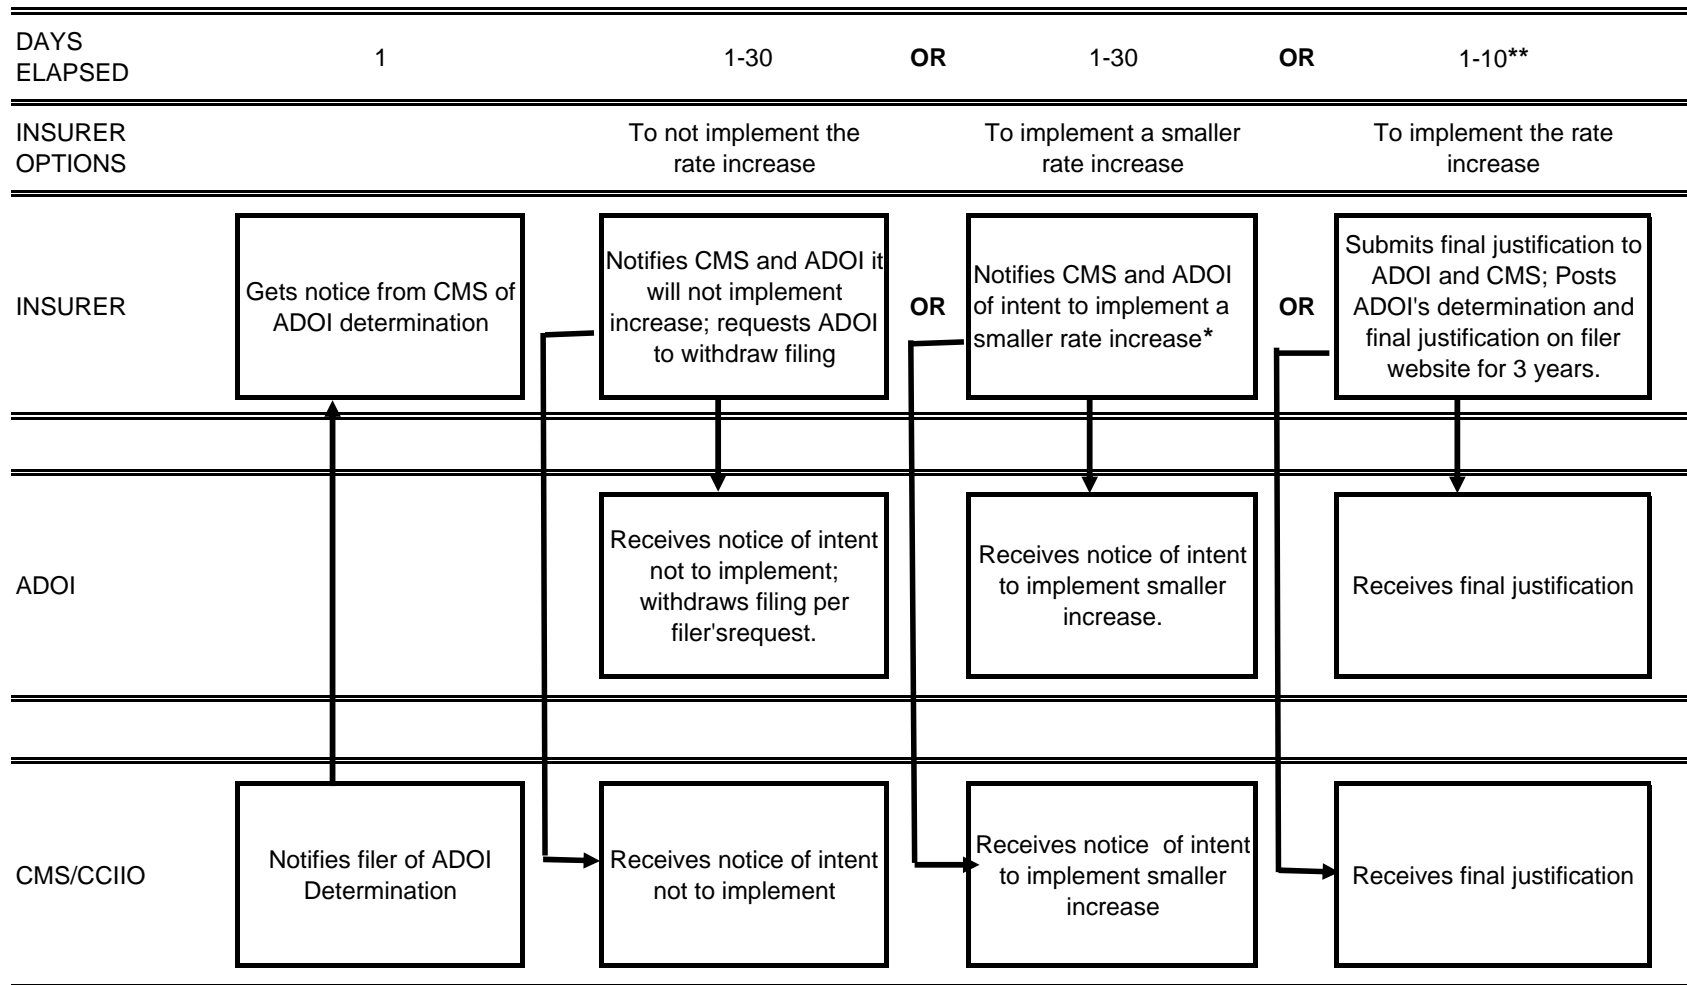 DAYS
ELAPSED
1
1-30
OR
1-30
OR
1-10**
INSURER
OPTIONS
To not implement the
rate increase
To implement a smaller
rate increase
To implement the rate
increase
INSURER
Gets notice from CMS of
ADOI determination
Notifies CMS and ADOI it
will not implement
increase; requests ADOI
to withdraw filing
OR
Notifies CMS and ADOI
of intent to implement a
smaller rate increase*
OR
Submits final justification to
ADOI and CMS; Posts
ADOI's determination and
final justification on filer
website for 3 years.
ADOI
Receives notice of intent
not to implement;
withdraws filing per
filer'srequest.
Receives notice of intent
to implement smaller
increase.
Receives final justification
CMS/CCIIO
Notifies filer of ADOI
Determination
Receives notice of intent
not to implement
Receives notice  of intent
to implement smaller
increase
Receives final justification